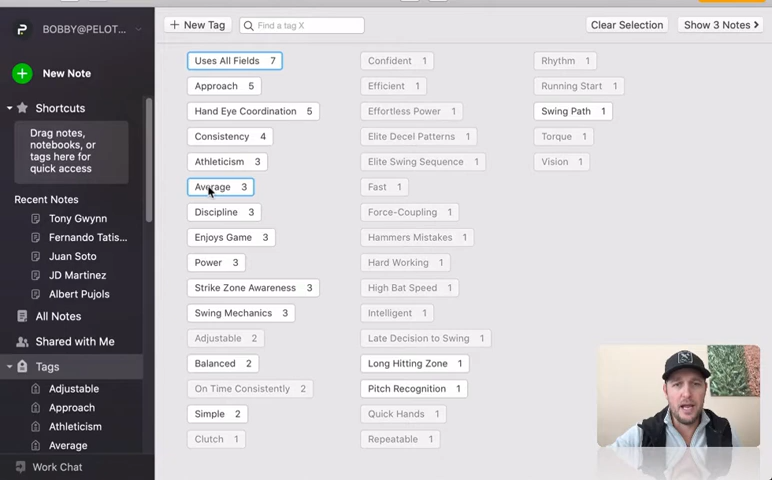 BOBBY@PELOT...
New Note
Shortcuts
Drag notes,
notebooks, or
tags here for
quick access
Recent Notes
Tony Gwynn
Fernando Tatis...
Juan Soto
JD Martinez
Albert Pujols
All Notes
Shared with Me
Tags
Adjustable
Approach
Athleticism
Average
Work Chat
+ New Tag
Find a tag X
Clear Selection
Show 3 Notes >
Uses All Fields 7
Approach 5
Hand Eye Coordination 5
Consistency 4
Athleticism 3
Average 3
Discipline 3
Enjoys Game 3
Power 3
Strike Zone Awareness 3
Swing Mechanics 3
Adjustable 2
Balanced 2
On Time Consistently 2
Simple 2
Clutch 1
Confident 1
Efficient 1
Effortless Power 1
Elite Decel Patterns 1
Elite Swing Sequence 1
Fast 1
Force-Coupling 1
Hammers Mistakes 1
Hard Working 1
High Bat Speed 1
Intelligent 1
Late Decision to Swing 1
Long Hitting Zone 1
Pitch Recognition 1
Quick Hands 1
Repeatable 1
Rhythm 1
Running Start 1
Swing Path 1
Torque 1
Vision 1